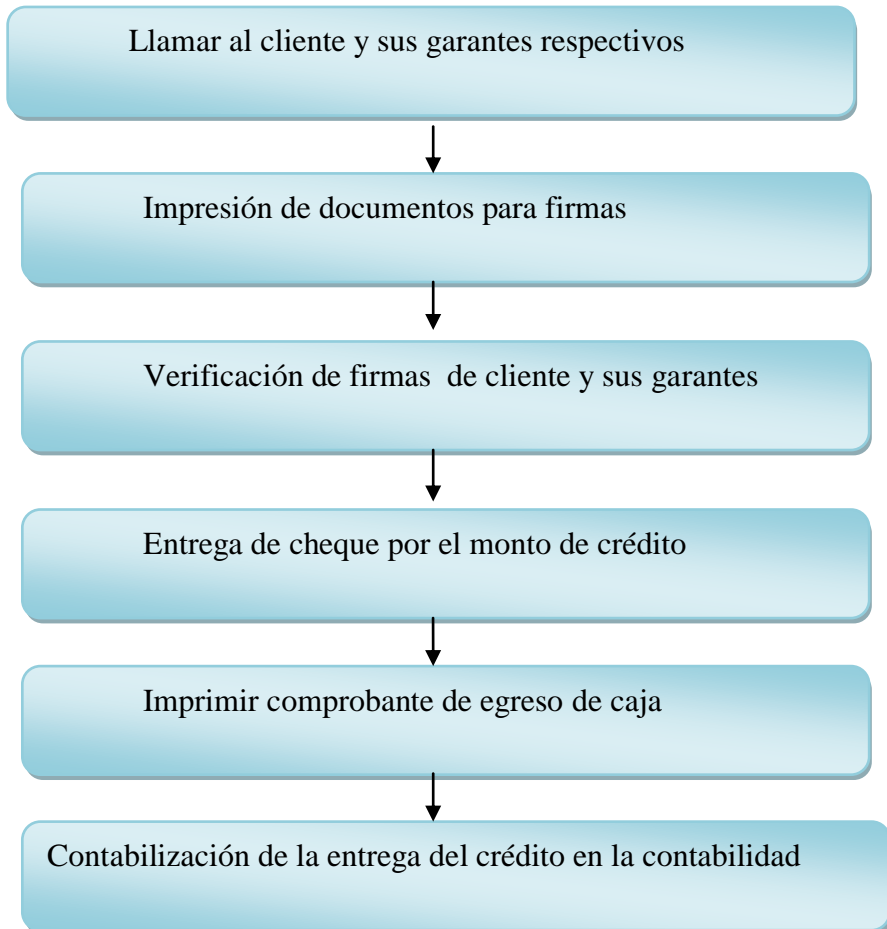 Llamar al cliente y sus garantes respectivos
Impresión de documentos para firmas
Verificación de firmas de cliente y sus garantes
Entrega de cheque por el monto de crédito
Imprimir comprobante de egreso de caja
Contabilización de la entrega del crédito en la contabilidad